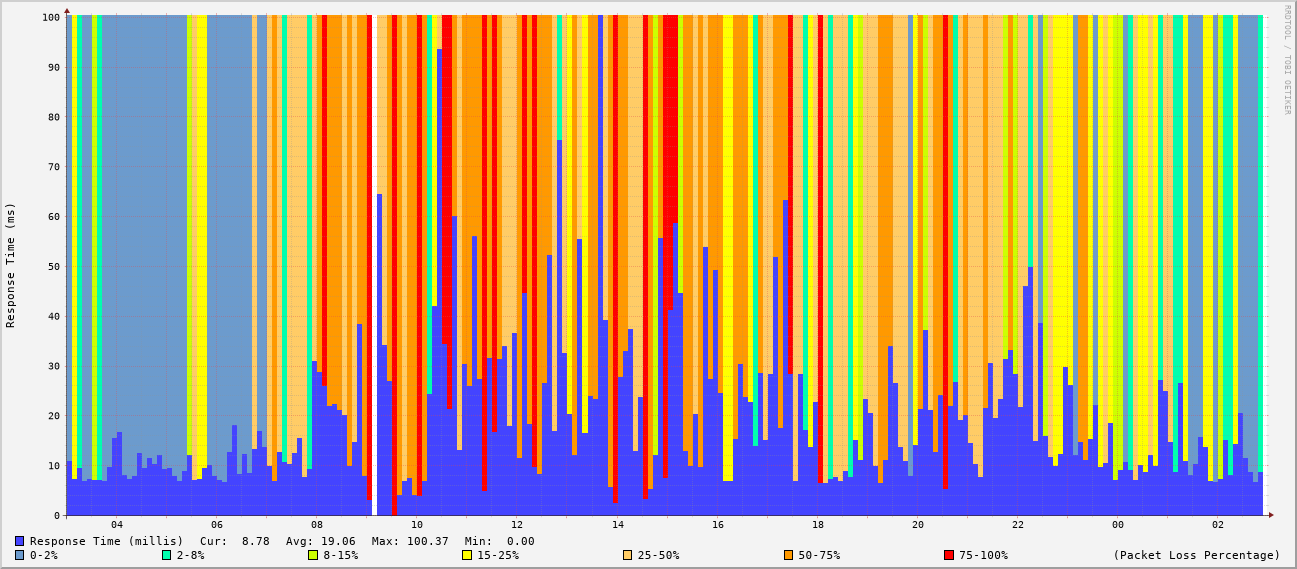 RRDTOOL / TOBI OETIKER
Response Time (ms)
100
90
80
70
60
50
40
30
20
10
0
04 06 08 10 12 14 16 18 20 22 00 02
Response Time (millis) Cur: 8.78 Avg: 19.06 Max: 100.37 Min: 0.00
0-2% 2-8% 8-15% 15-25% 25-50% 50-75% 75-100% (Packet Loss Percentage)